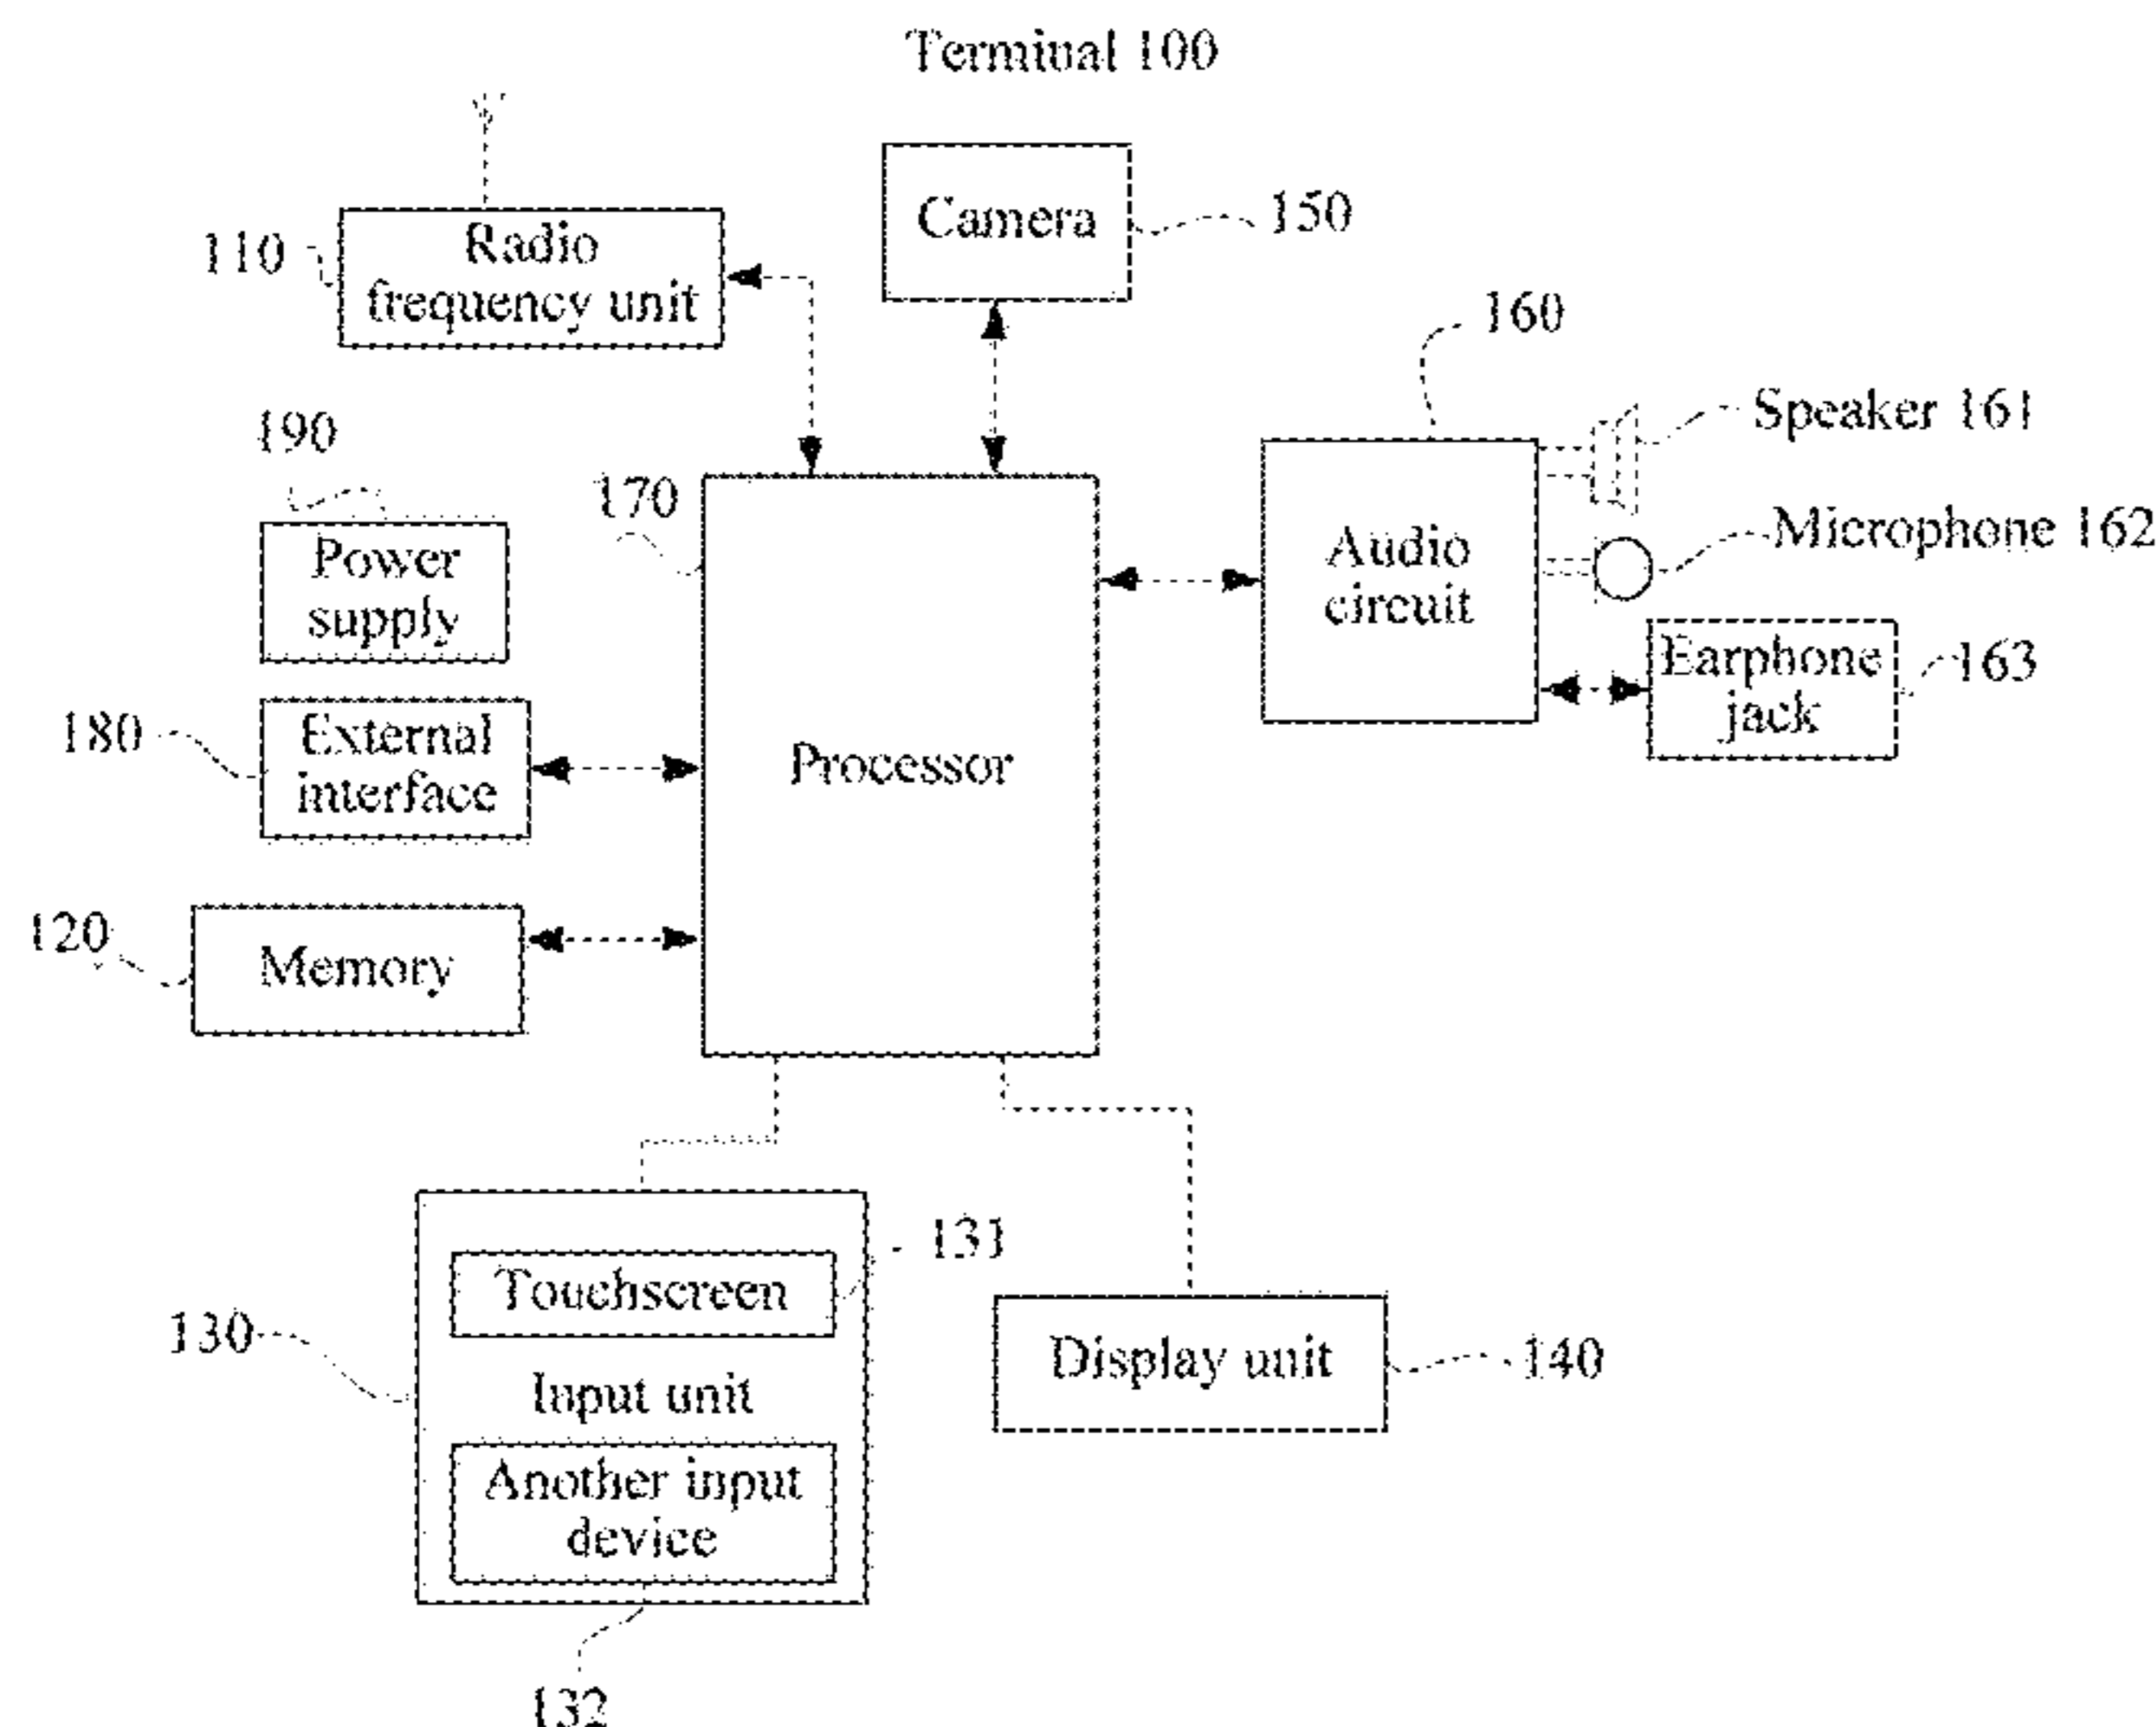 Terminal 100
Camera
150
110
Radio
frequency unit
160
190
Speaker 161
170
Power
supply
Microphone 162
Audio
circuit
Earphone
jack
163
180
External
interface
Processor
120
Memory
131
Touchscreen
130
Input unit
Display unit
140
Another input
device
132